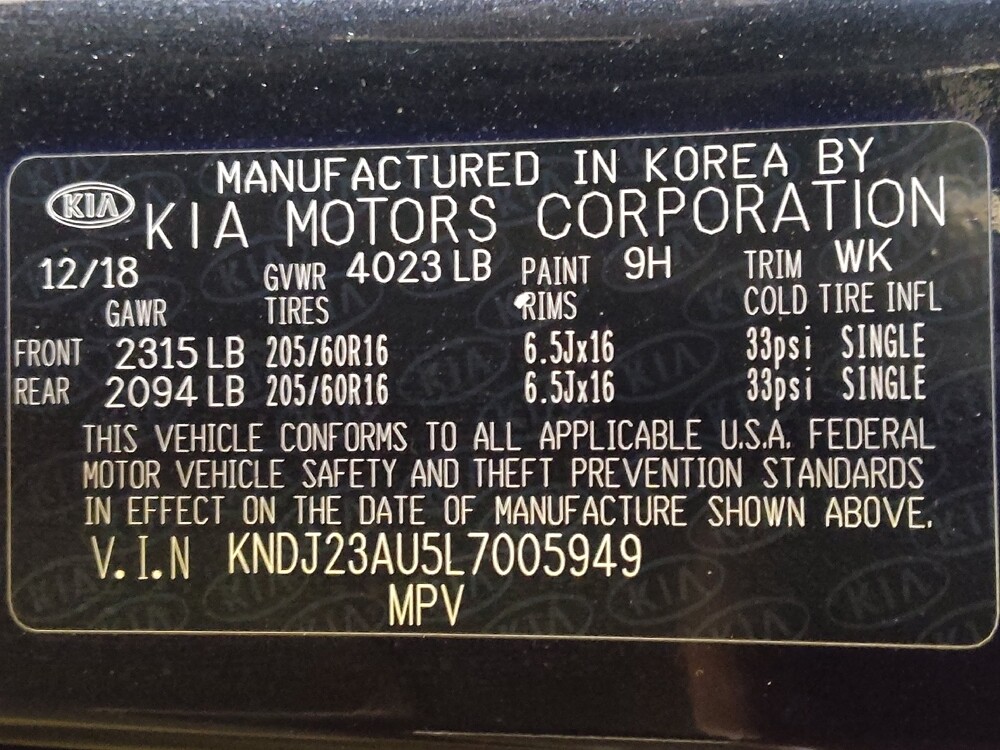 MANUFACTURED IN KOREA BY
KIA KIA MOTORS CORPORATION
12/18 GVWR 4023 LB PAINT 9H TRIM WK
GAWR TIRES RIMS COLD TIRE INFL
FRONT 2315 LB 205/60R16 6.5Jx16 33psi SINGLE
REAR 2094 LB 205/60R16 6.5Jx16 33psi SINGLE
THIS VEHICLE CONFORMS TO ALL APPLICABLE U.S.A. FEDERAL
MOTOR VEHICLE SAFETY AND THEFT PREVENTION STANDARDS
IN EFFECT ON THE DATE OF MANUFACTURE SHOWN ABOVE.
V.I.N KNDJ23AU5L7005949
MPV